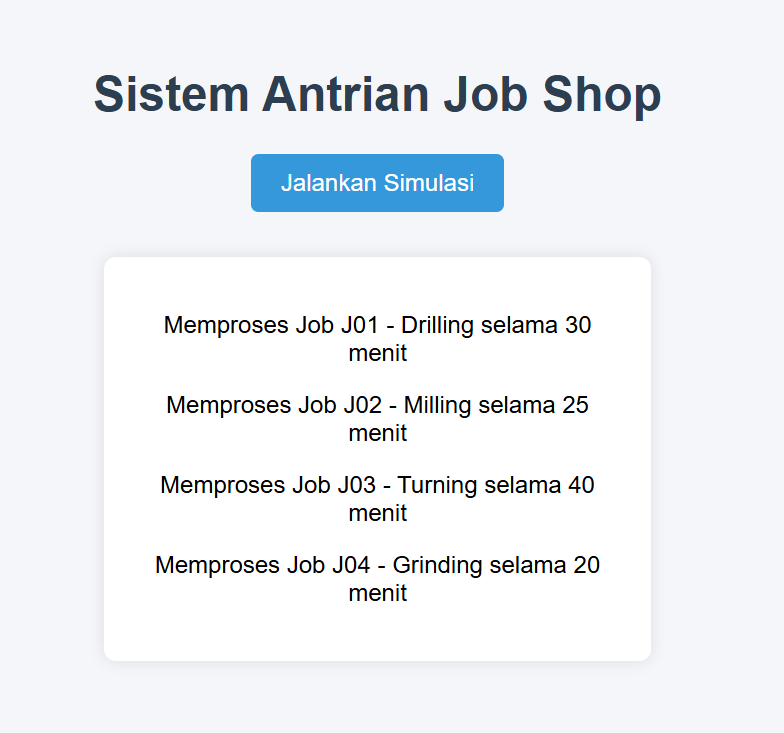 Sistem Antrian Job Shop
Jalankan Simulasi
Memproses Job J01 - Drilling selama 30
menit
Memproses Job J02 - Milling selama 25
menit
Memproses Job J03 - Turning selama 40
menit
Memproses Job J04 - Grinding selama 20
menit